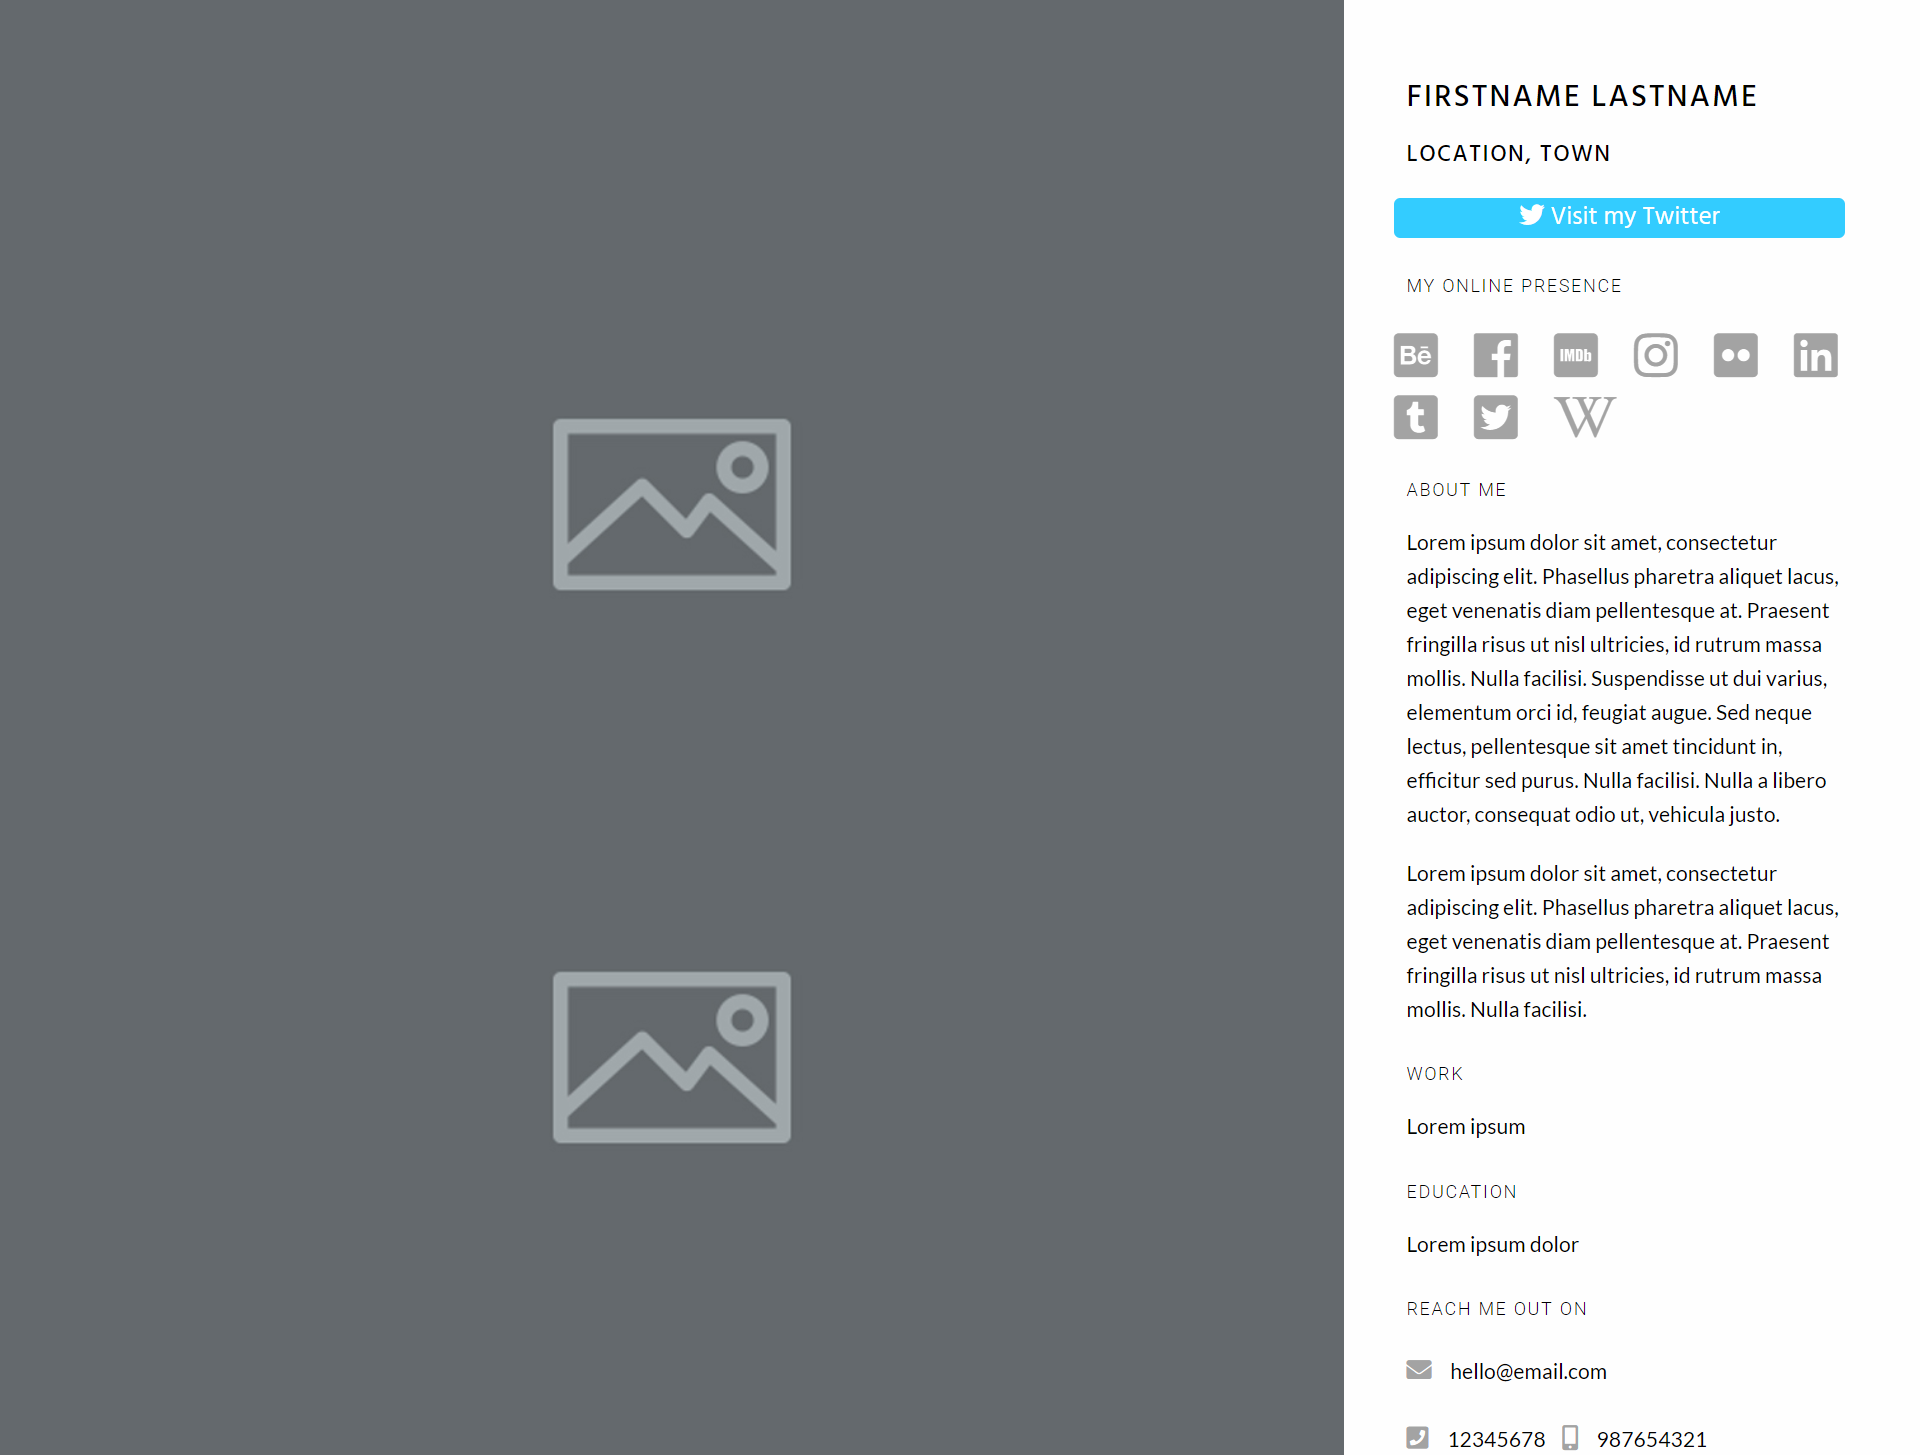 FIRSTNAME LASTNAME
LOCATION, TOWN
Visit my Twitter
MY ONLINE PRESENCE
Bē
IMDb
in
t
W
ABOUT ME
Lorem ipsum dolor sit amet, consectetur
adipiscing elit. Phasellus pharetra aliquet lacus,
eget venenatis diam pellentesque at. Praesent
fringilla risus ut nisl ultricies, id rutrum massa
mollis. Nulla facilisi. Suspendisse ut dui varius,
elementum orci id, feugiat augue. Sed neque
lectus, pellentesque sit amet tincidunt in,
efficitur sed purus. Nulla facilisi. Nulla a libero
auctor, consequat odio ut, vehicula justo.
Lorem ipsum dolor sit amet, consectetur
adipiscing elit. Phasellus pharetra aliquet lacus,
eget venenatis diam pellentesque at. Praesent
fringilla risus ut nisl ultricies, id rutrum massa
mollis. Nulla facilisi.
WORK
Lorem ipsum
EDUCATION
Lorem ipsum dolor
REACH ME OUT ON
hello@email.com
12345678 987654321